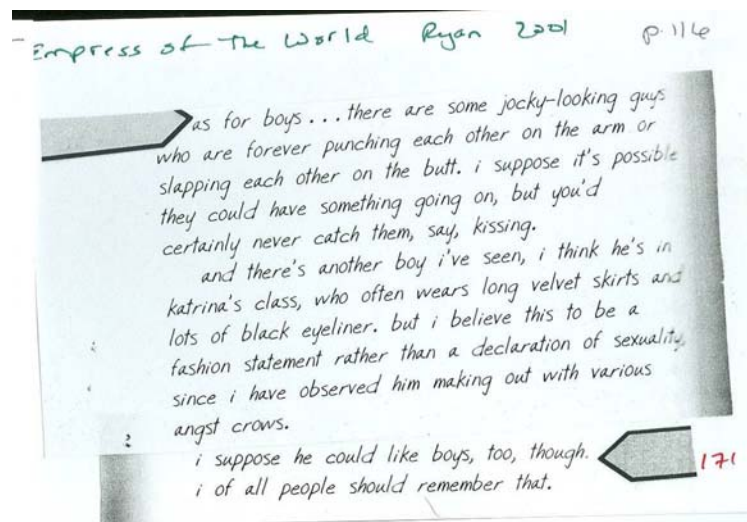 Empress of the World Ryan 2001 p.116
as for boys...there are some jocky-looking guys
who are forever punching each other on the arm or
slapping each other on the butt. i suppose it's possible
they could have something going on, but you'd
certainly never catch them, say, kissing.
and there's another boy i've seen, i think he's in
katrina's class, who often wears long velvet skirts and
lots of black eyeliner. but i believe this to be a
fashion statement rather than a declaration of sexuality,
since i have observed him making out with various
angst crows.
i suppose he could like boys, too, though.
171
i of all people should remember that.